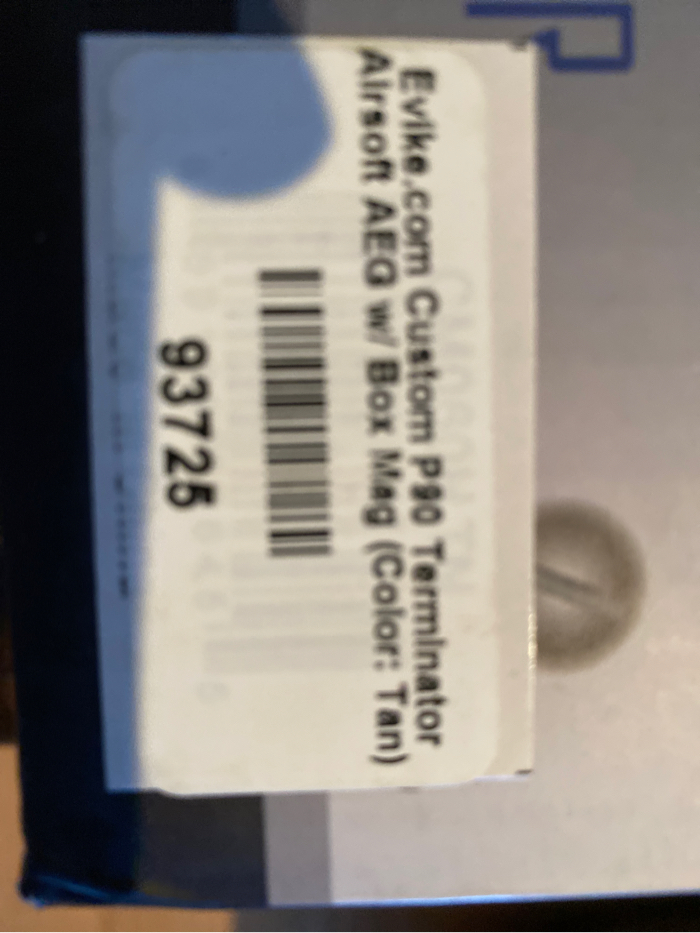 Evike.com Custom P90 Terminator
Airsoft AEG w/ Box Mag (Color: Tan)
93725